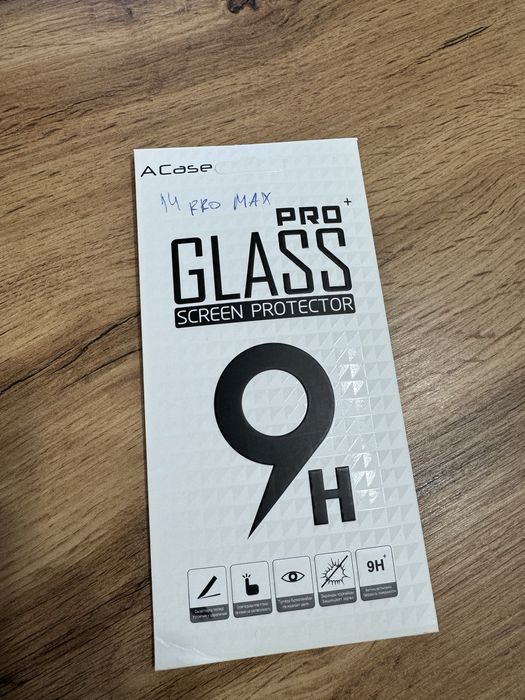 ACase
14 PRO MAX
PRO+
GLASS
SCREEN PROTECTOR
9H
9H+